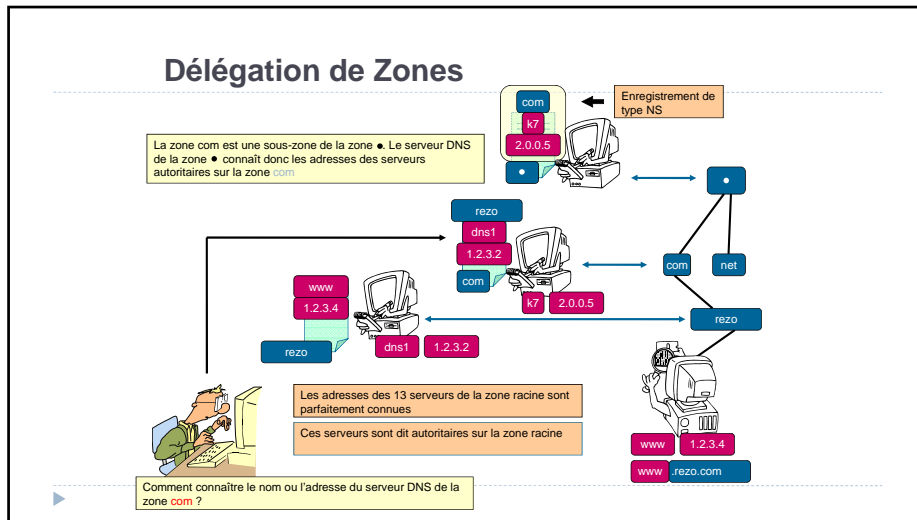 Délégation de Zones
com
k7
2.0.0.5
●
Enregistrement de
type NS
La zone com est une sous-zone de la zone ●. Le serveur DNS
de la zone ● connaît donc les adresses des serveurs
autoritaires sur la zone com
●
rezo
dns1
1.2.3.2
com
k7 2.0.0.5
com net
www
1.2.3.4
rezo
dns1 1.2.3.2
rezo
Les adresses des 13 serveurs de la zone racine sont
parfaitement connues
Ces serveurs sont dit autoritaires sur la zone racine
www 1.2.3.4
www .rezo.com
Comment connaître le nom ou l'adresse du serveur DNS de la
zone com ?